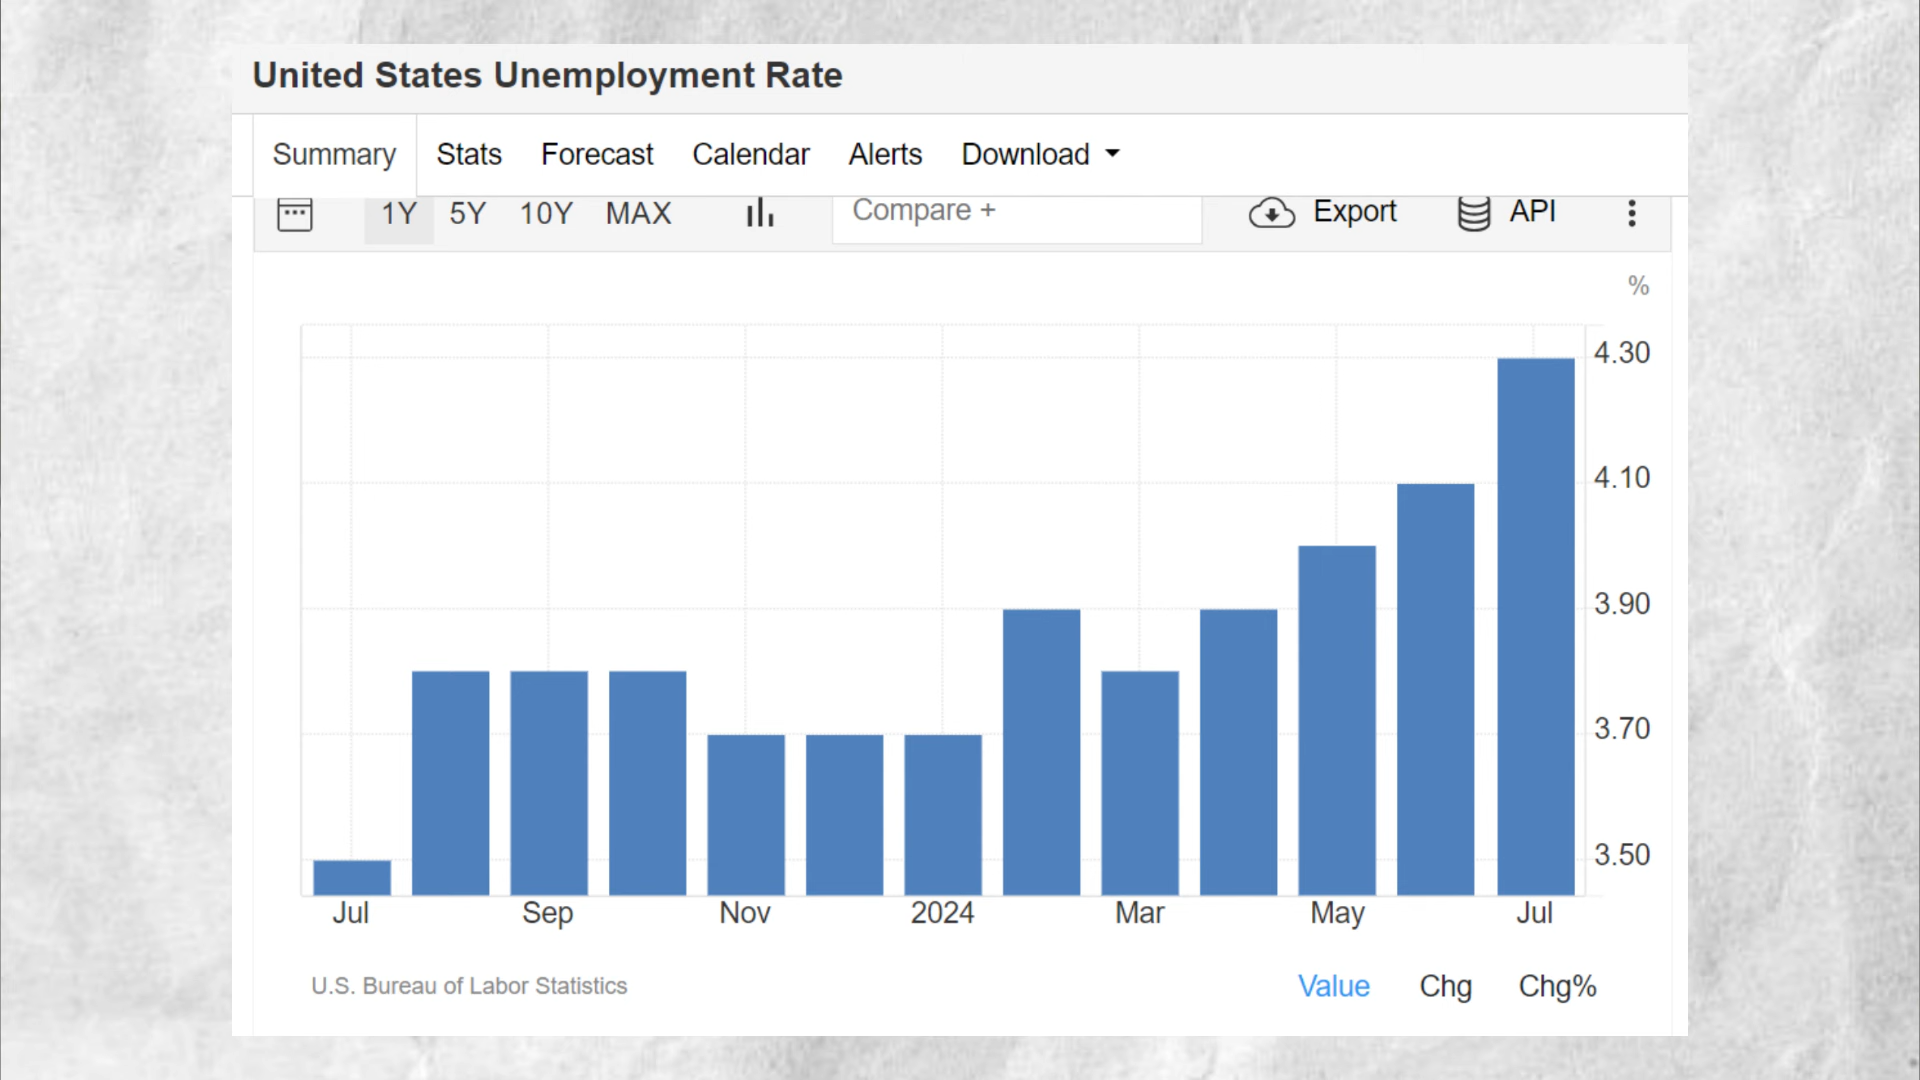 United States Unemployment Rate
Summary Stats Forecast Calendar Alerts Download
1Y 5Y 10Y MAX Compare + Export API
%
4.30
4.10
3.90
3.70
3.50
Jul Sep Nov 2024 Mar May Jul
U.S. Bureau of Labor Statistics Value Chg Chg%